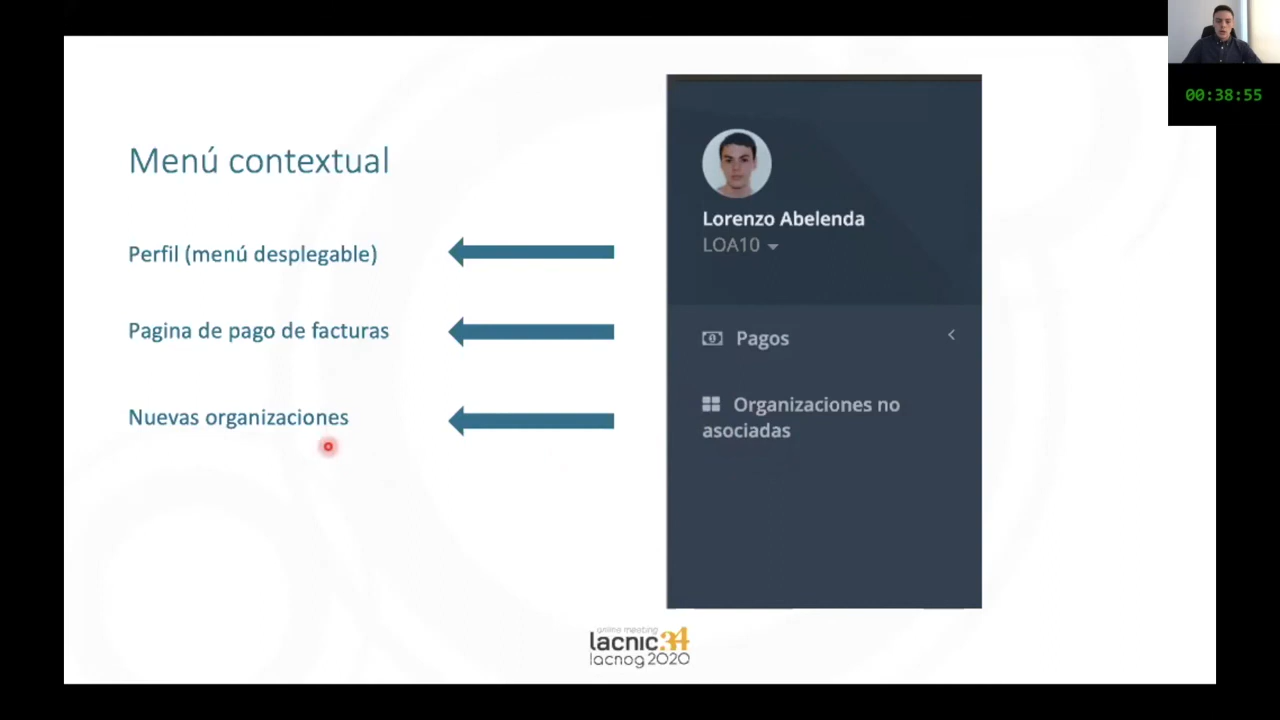 00:38:55
Menú contextual
Perfil (menú desplegable)
Pagina de pago de facturas
Nuevas organizaciones
Lorenzo Abelenda
LOA10
Pagos
Organizaciones no
asociadas
online meeting
lacnic34
lacnog2020